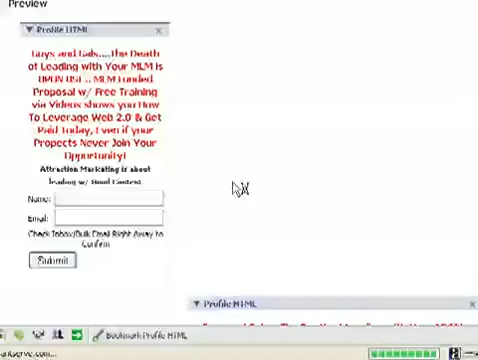 Preview
Profile HTML
Guys and Gals....The Death
of Leading with Your MLM is
UPON US! .. MLM Funded
Proposal w/ Free Training
via Videos shows you How
To Leverage Web 2.0 & Get
Paid Today, Even if your
Propects Never Join Your
Opportunity!
Attraction Marketing is about
leading w/ Good Content
Name:
Email:
Check Inbox/Bulk Email Right Away to
Confirm
Submit
Profile HTML
Bookmark Profile HTML
antserve.com...